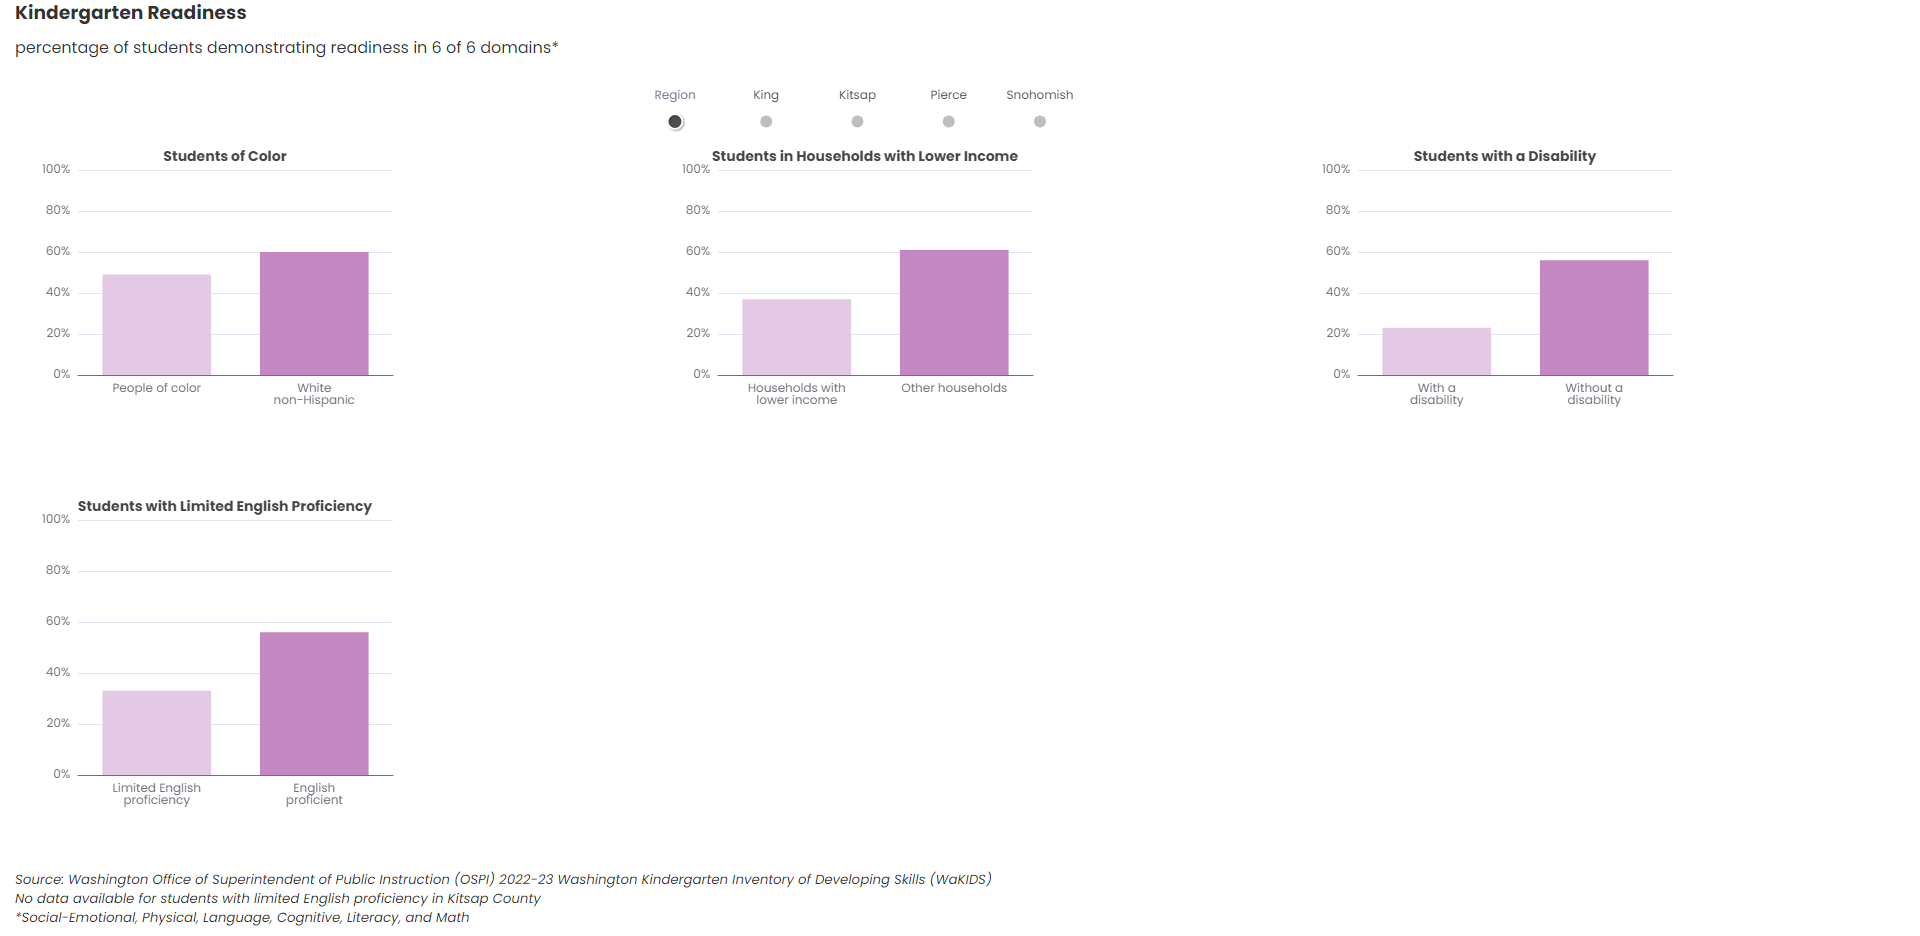 Kindergarten Readiness
percentage of students demonstrating readiness in 6 of 6 domains*
Region King Kitsap Pierce Snohomish
Students of Color
100%
80%
60%
40%
20%
0%
People of color
White
non-Hispanic
Students in Households with Lower Income
100%
80%
60%
40%
20%
0%
Households with
lower income
Other households
Students with a Disability
100%
80%
60%
40%
20%
0%
With a
disability
Without a
disability
Students with Limited English Proficiency
100%
80%
60%
40%
20%
0%
Limited English
proficiency
English
proficient
Source: Washington Office of Superintendent of Public Instruction (OSPI) 2022-23 Washington Kindergarten Inventory of Developing Skills (WaKIDS)
No data available for students with limited English proficiency in Kitsap County
*Social-Emotional, Physical, Language, Cognitive, Literacy, and Math